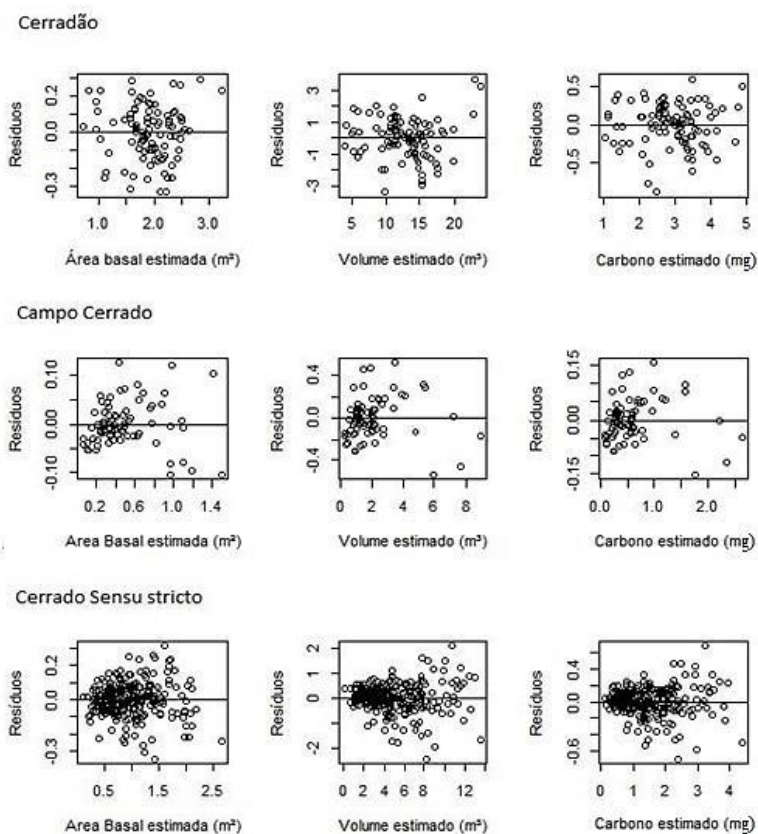 Cerradão
Resíduos
-0.3 0.0 0.2
1.0 2.0 3.0
Área basal estimada (m²)
Resíduos
-3 -1 1 3
5 10 15 20
Volume estimado (m³)
Resíduos
-0.5 0.0 0.5
1 2 3 4 5
Carbono estimado (mg)
Campo Cerrado
Resíduos
-0.10 0.00 0.10
0.2 0.6 1.0 1.4
Area Basal estimada (m²)
Resíduos
-0.4 0.0 0.4
0 2 4 6 8
Volume estimado (m³)
Resíduos
-0.15 0.00 0.15
0.0 1.0 2.0
Carbono estimado (mg)
Cerrado Sensu stricto
Resíduos
-0.3 0.0 0.2
0.5 1.5 2.5
Area Basal estimada (m²)
Resíduos
-2 0 1 2
0 2 4 6 8 12
Volume estimado (m³)
Resíduos
-0.6 0.0 0.4
0 1 2 3 4
Carbono estimado (mg)